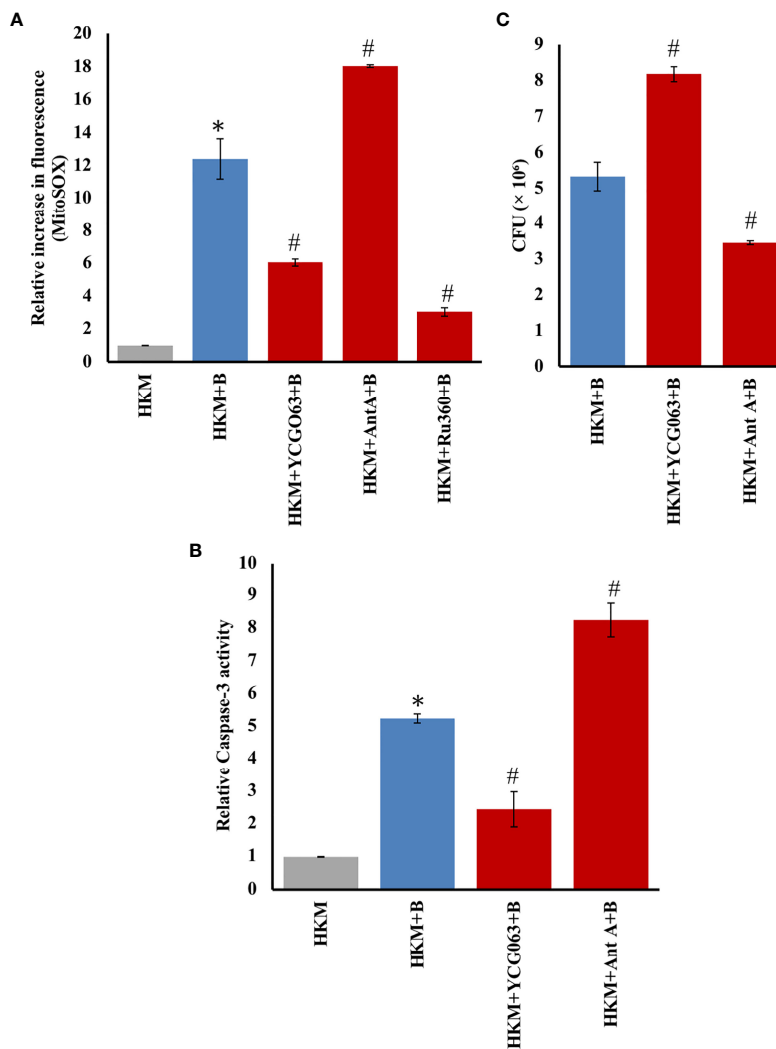 A
Relative increase in fluorescence
(MitoSOX)
20
18
16
14
12
10
8
6
4
2
0
*
#
#
#
HKM
HKM+B
HKM+YCGO63+B
HKM+AntA+B
HKM+Ru360+B
C
CFU (× 10⁶)
9
8
7
6
5
4
3
2
1
0
#
#
HKM+B
HKM+YCG063+B
HKM+Ant A+B
B
Relative Caspase-3 activity
10
9
8
7
6
5
4
3
2
1
0
*
#
#
HKM
HKM+B
HKM+YCG063+B
HKM+Ant A+B